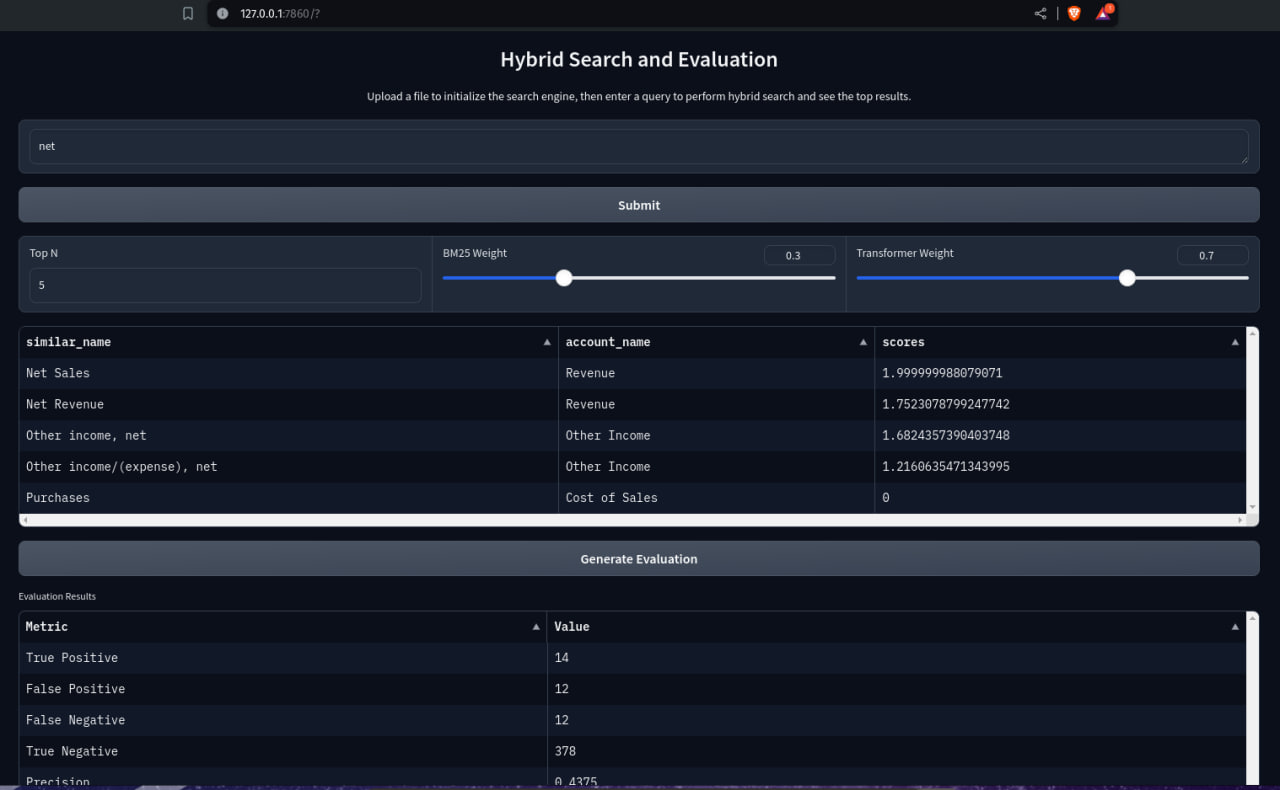 127.0.0.1:7860/?
Hybrid Search and Evaluation
Upload a file to initialize the search engine, then enter a query to perform hybrid search and see the top results.
net
Submit
Top N
5
BM25 Weight
0.3
Transformer Weight
0.7
similar_name account_name scores
Net Sales Revenue 1.999999988079071
Net Revenue Revenue 1.7523078799247742
Other income, net Other Income 1.6824357390403748
Other income/(expense), net Other Income 1.2160635471343995
Purchases Cost of Sales 0
Generate Evaluation
Evaluation Results
Metric Value
True Positive 14
False Positive 12
False Negative 12
True Negative 378
Precision 0.4375